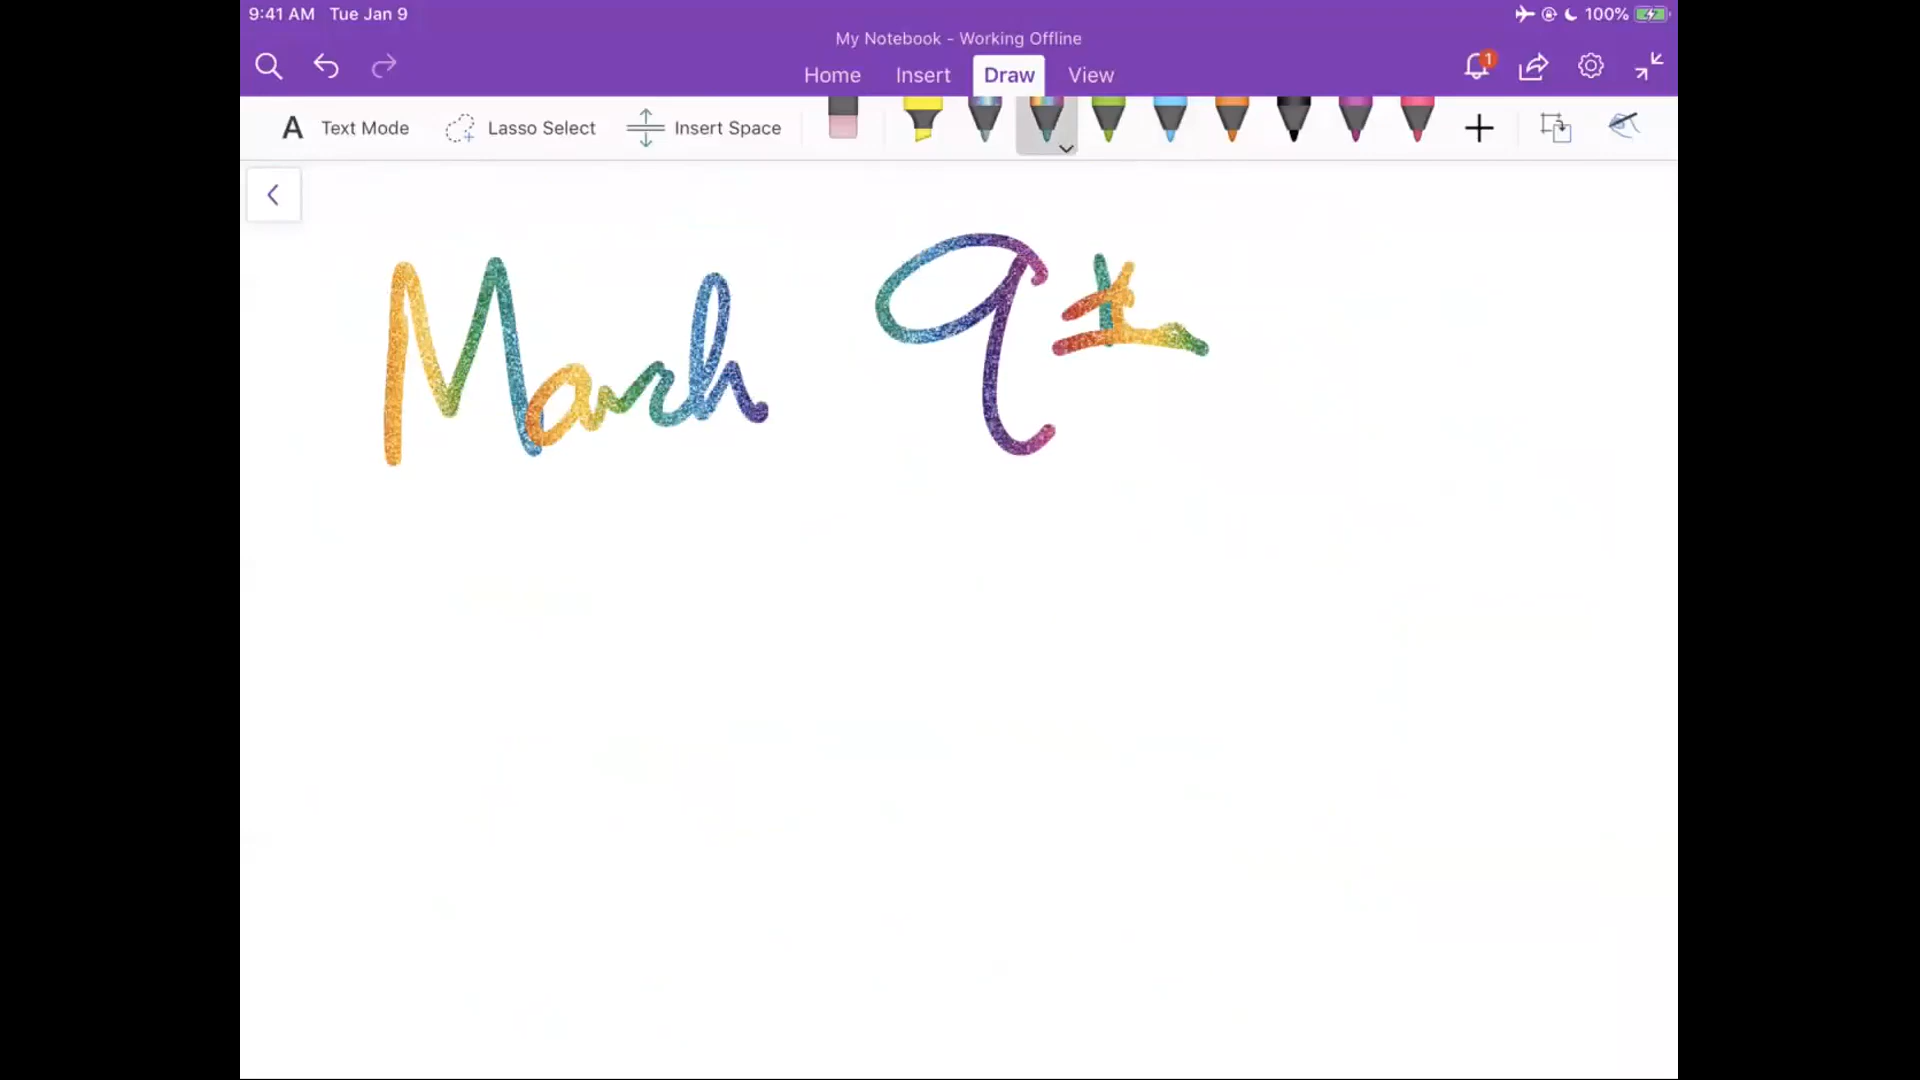 9:41 AM Tue Jan 9 100%
My Notebook - Working Offline
Home Insert Draw View 1
A Text Mode Lasso Select Insert Space
March 9th